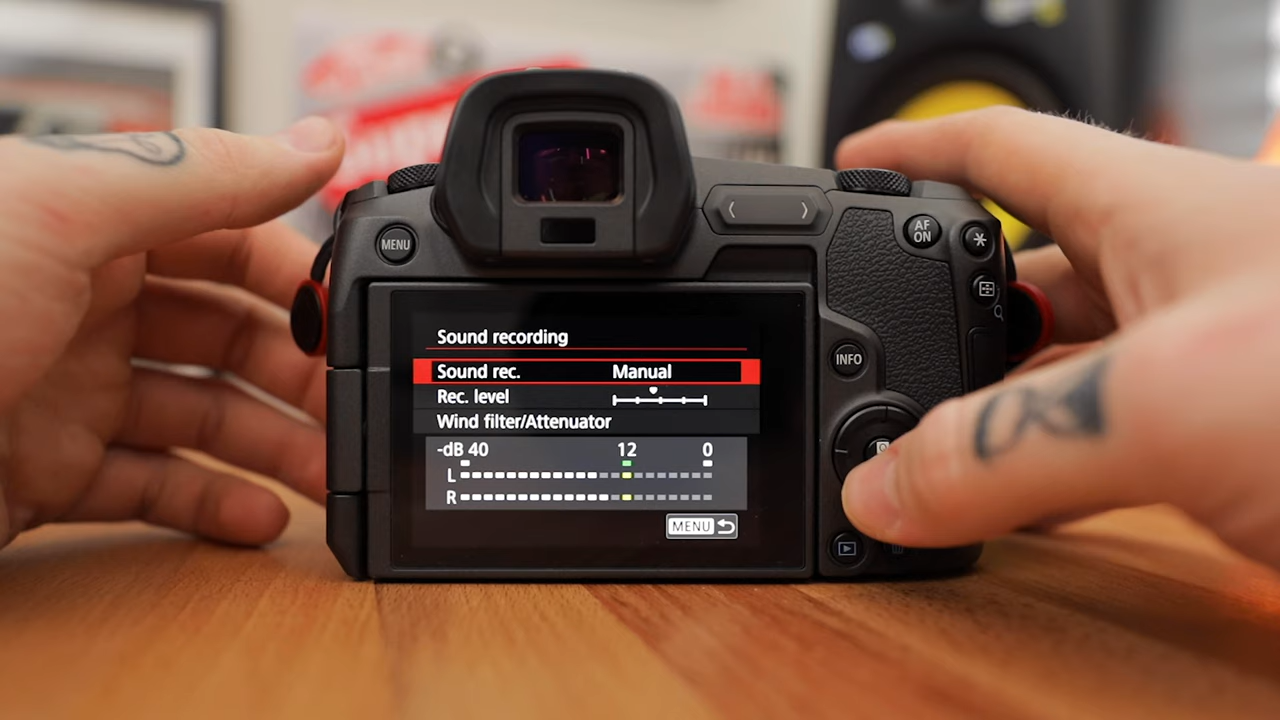 MENU
AF
ON
INFO
Sound recording
Sound rec. Manual
Rec. level
Wind filter/Attenuator
-dB 40 12 0
L
R
MENU